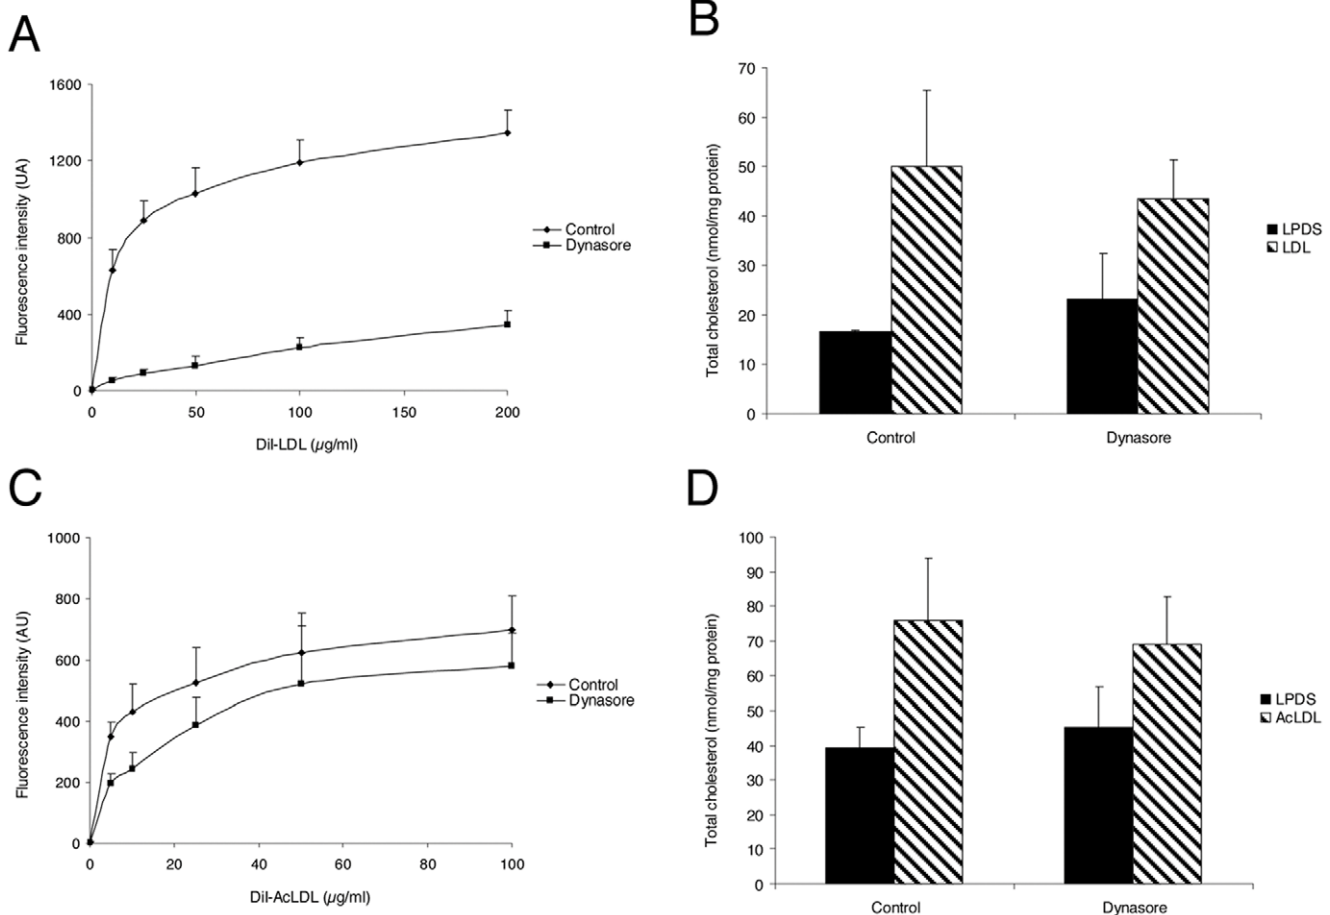 A
Fluorescence intensity (UA)
1600
1200
800
400
0
0 50 100 150 200
Dil-LDL (µg/ml)
Control
Dynasore
B
Total cholesterol (nmol/mg protein)
70
60
50
40
30
20
10
0
Control Dynasore
LPDS
LDL
C
Fluorescence intensity (AU)
1000
800
600
400
200
0
0 20 40 60 80 100
Dil-AcLDL (µg/ml)
Control
Dynasore
D
Total cholesterol (nmol/mg protein)
100
90
80
70
60
50
40
30
20
10
0
Control Dynasore
LPDS
AcLDL